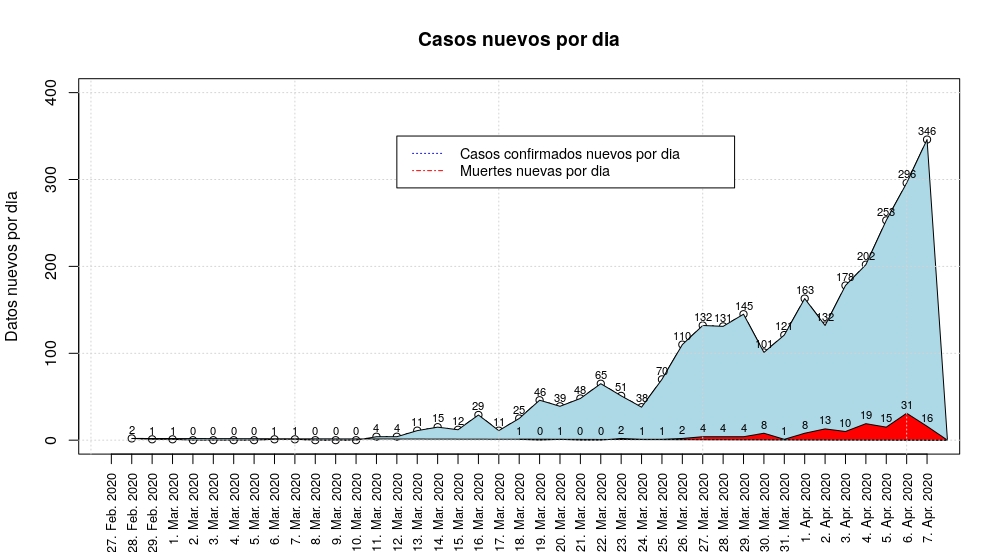 Casos nuevos por dia
Datos nuevos por dia
400
300
200
100
0
Casos confirmados nuevos por dia
Muertes nuevas por dia
2 1 1 0 0 0 0 1 1 0 0 0 4 4 11 15 12 29 11 25 46 39 48 65 51 38 70 110 132 131 145 101 121 163 132 178 202 253 296 346
1 0 1 0 0 2 1 1 2 4 4 4 8 1 8 13 10 19 15 31 16
27. Feb. 2020
28. Feb. 2020
29. Feb. 2020
1. Mar. 2020
2. Mar. 2020
3. Mar. 2020
4. Mar. 2020
5. Mar. 2020
6. Mar. 2020
7. Mar. 2020
8. Mar. 2020
9. Mar. 2020
10. Mar. 2020
11. Mar. 2020
12. Mar. 2020
13. Mar. 2020
14. Mar. 2020
15. Mar. 2020
16. Mar. 2020
17. Mar. 2020
18. Mar. 2020
19. Mar. 2020
20. Mar. 2020
21. Mar. 2020
22. Mar. 2020
23. Mar. 2020
24. Mar. 2020
25. Mar. 2020
26. Mar. 2020
27. Mar. 2020
28. Mar. 2020
29. Mar. 2020
30. Mar. 2020
31. Mar. 2020
1. Apr. 2020
2. Apr. 2020
3. Apr. 2020
4. Apr. 2020
5. Apr. 2020
6. Apr. 2020
7. Apr. 2020